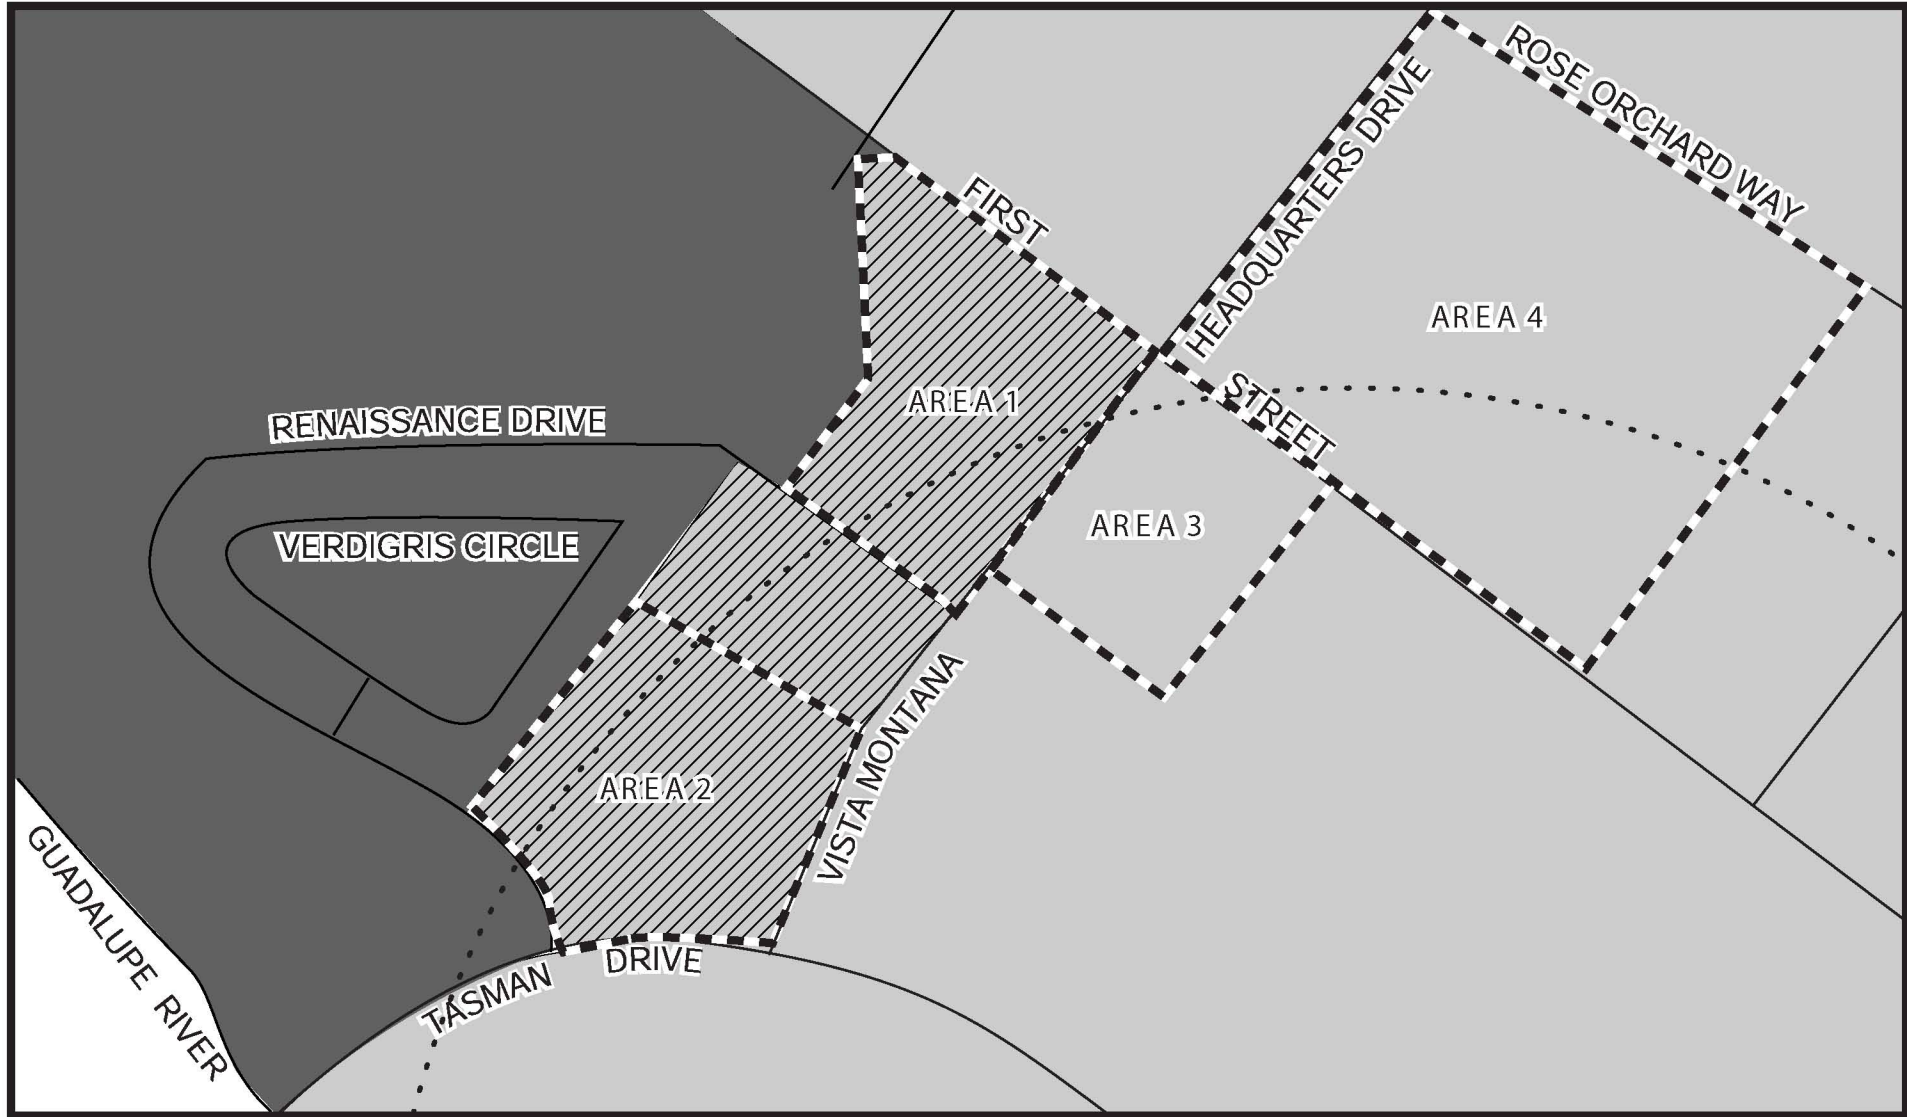 ROSE ORCHARD WAY
HEADQUARTERS DRIVE
FIRST
STREET
AREA 4
AREA 1
RENAISSANCE DRIVE
AREA 3
VERDIGRIS CIRCLE
AREA 2
VISTA MONTANA
GUADALUPE RIVER
TASMAN DRIVE